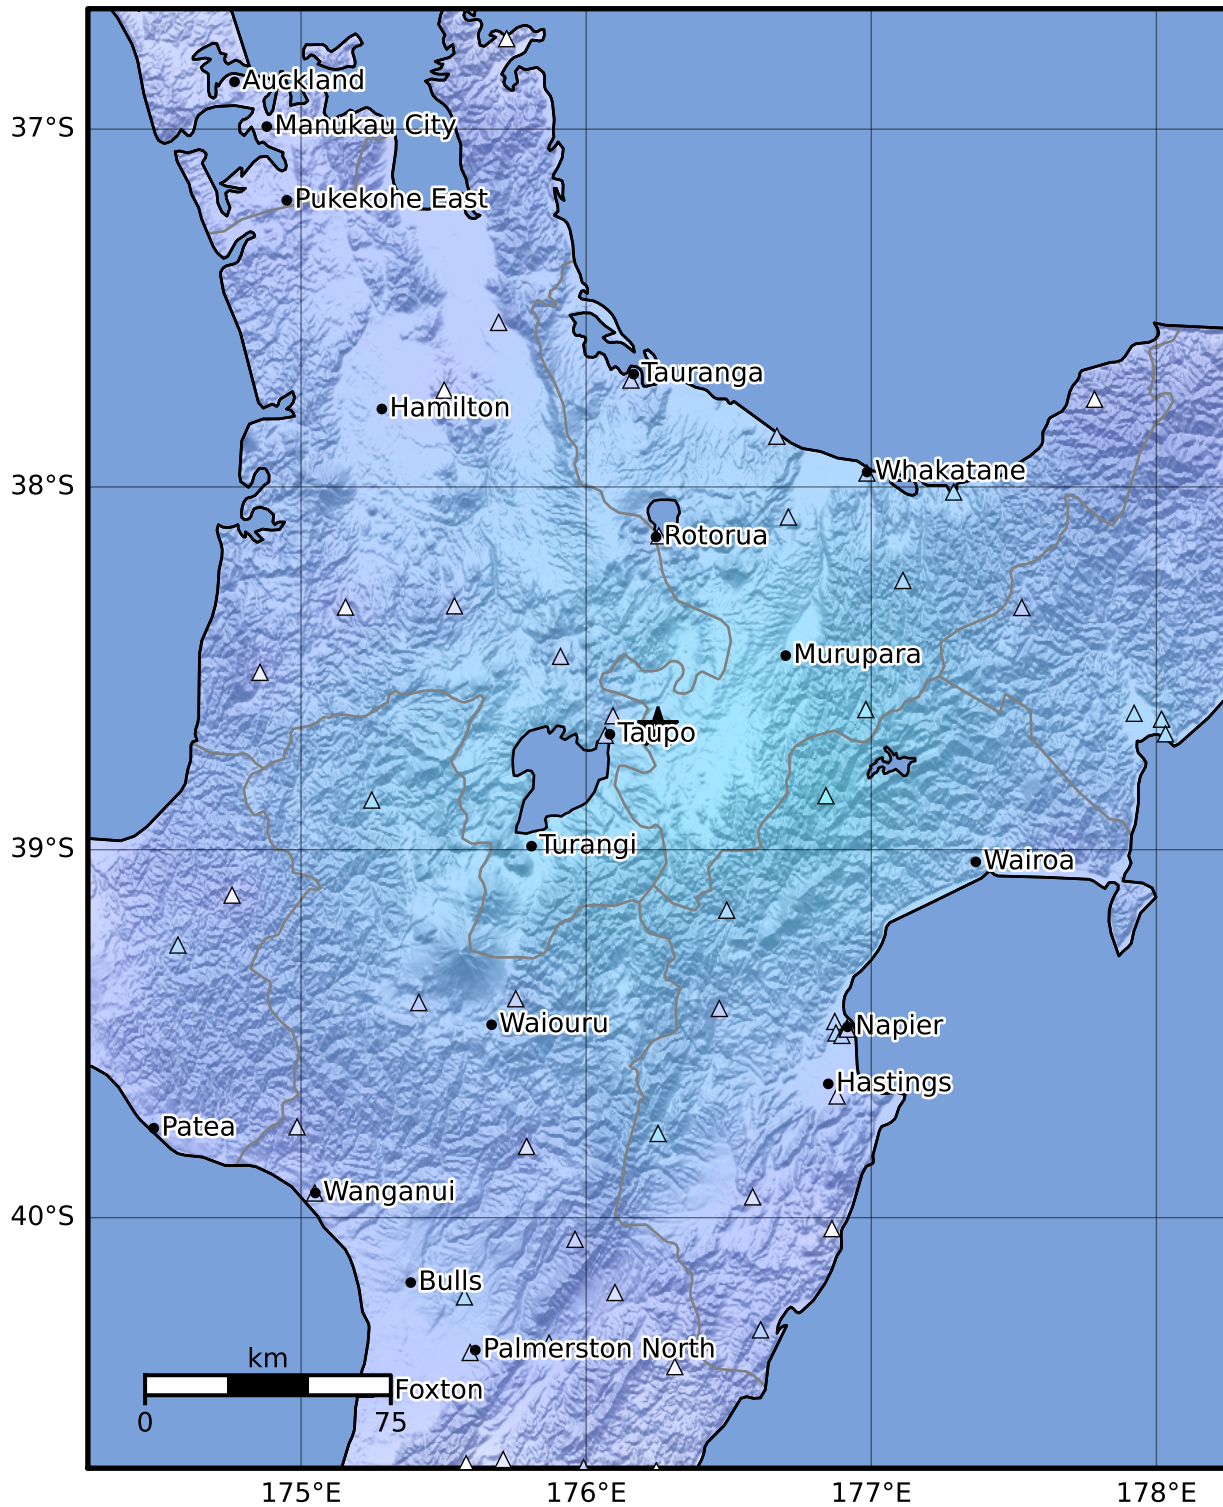 Auckland
37°S
Manukau City
Pukekohe East
Tauranga
Hamilton
Whakatane
38°S
Rotorua
Murupara
Taupo
Turangi
39°S
Wairoa
Waiouru
Napier
Hastings
Patea
Wanganui
40°S
Bulls
Palmerston North
km
Foxton
0 75
175°E 176°E 177°E 178°E